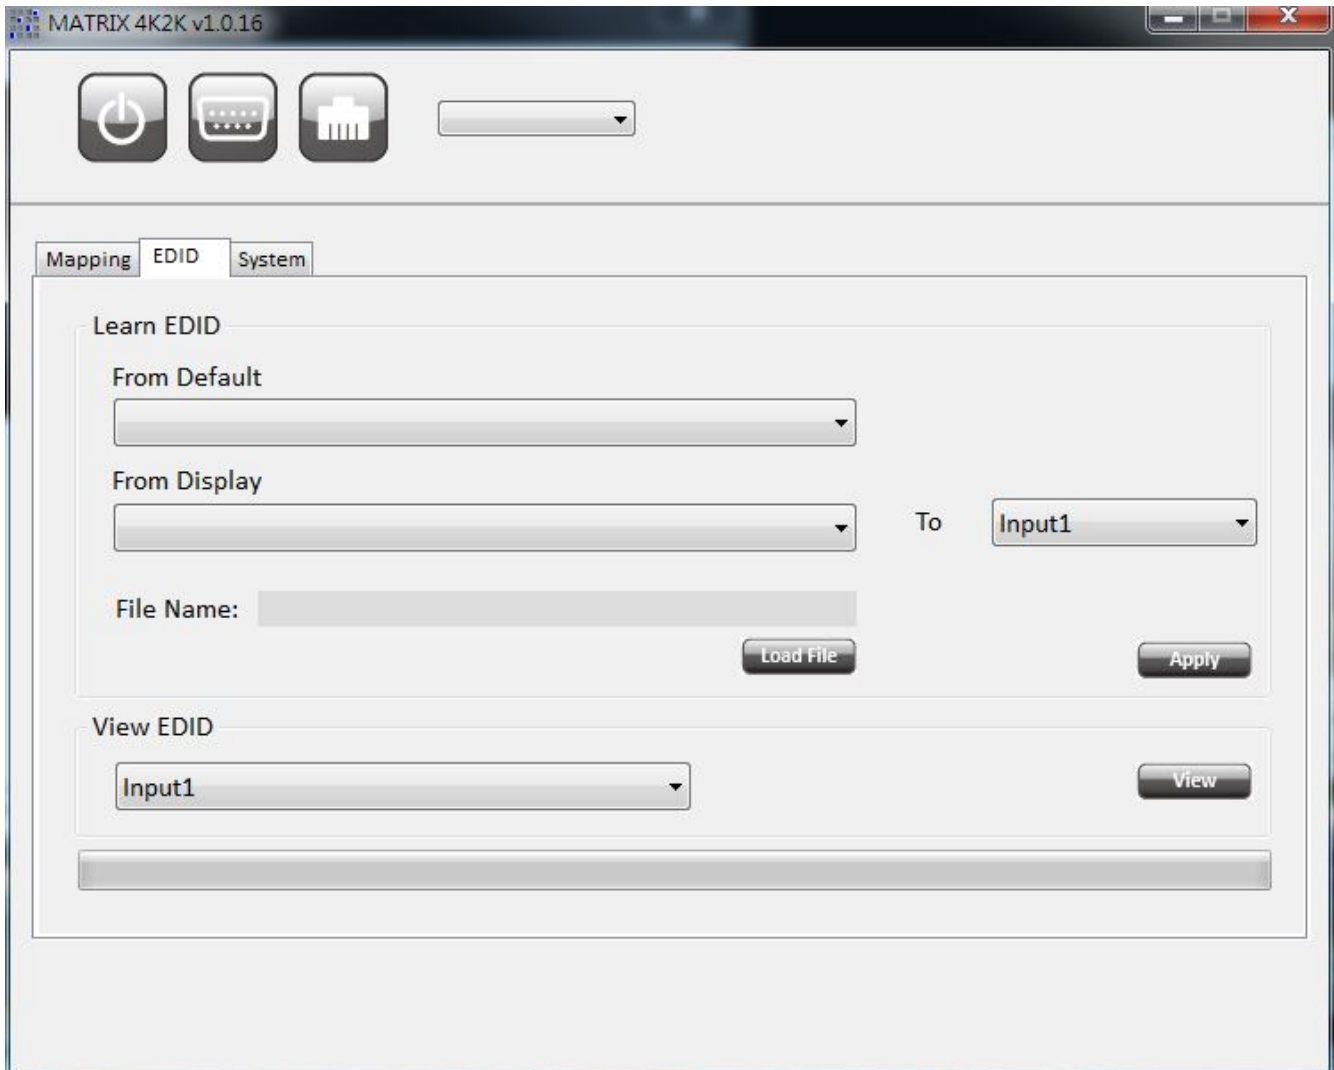 MATRIX 4K2K v1.0.16
Mapping EDID System
Learn EDID
From Default
From Display
To Input1
File Name:
Load File Apply
View EDID
Input1 View